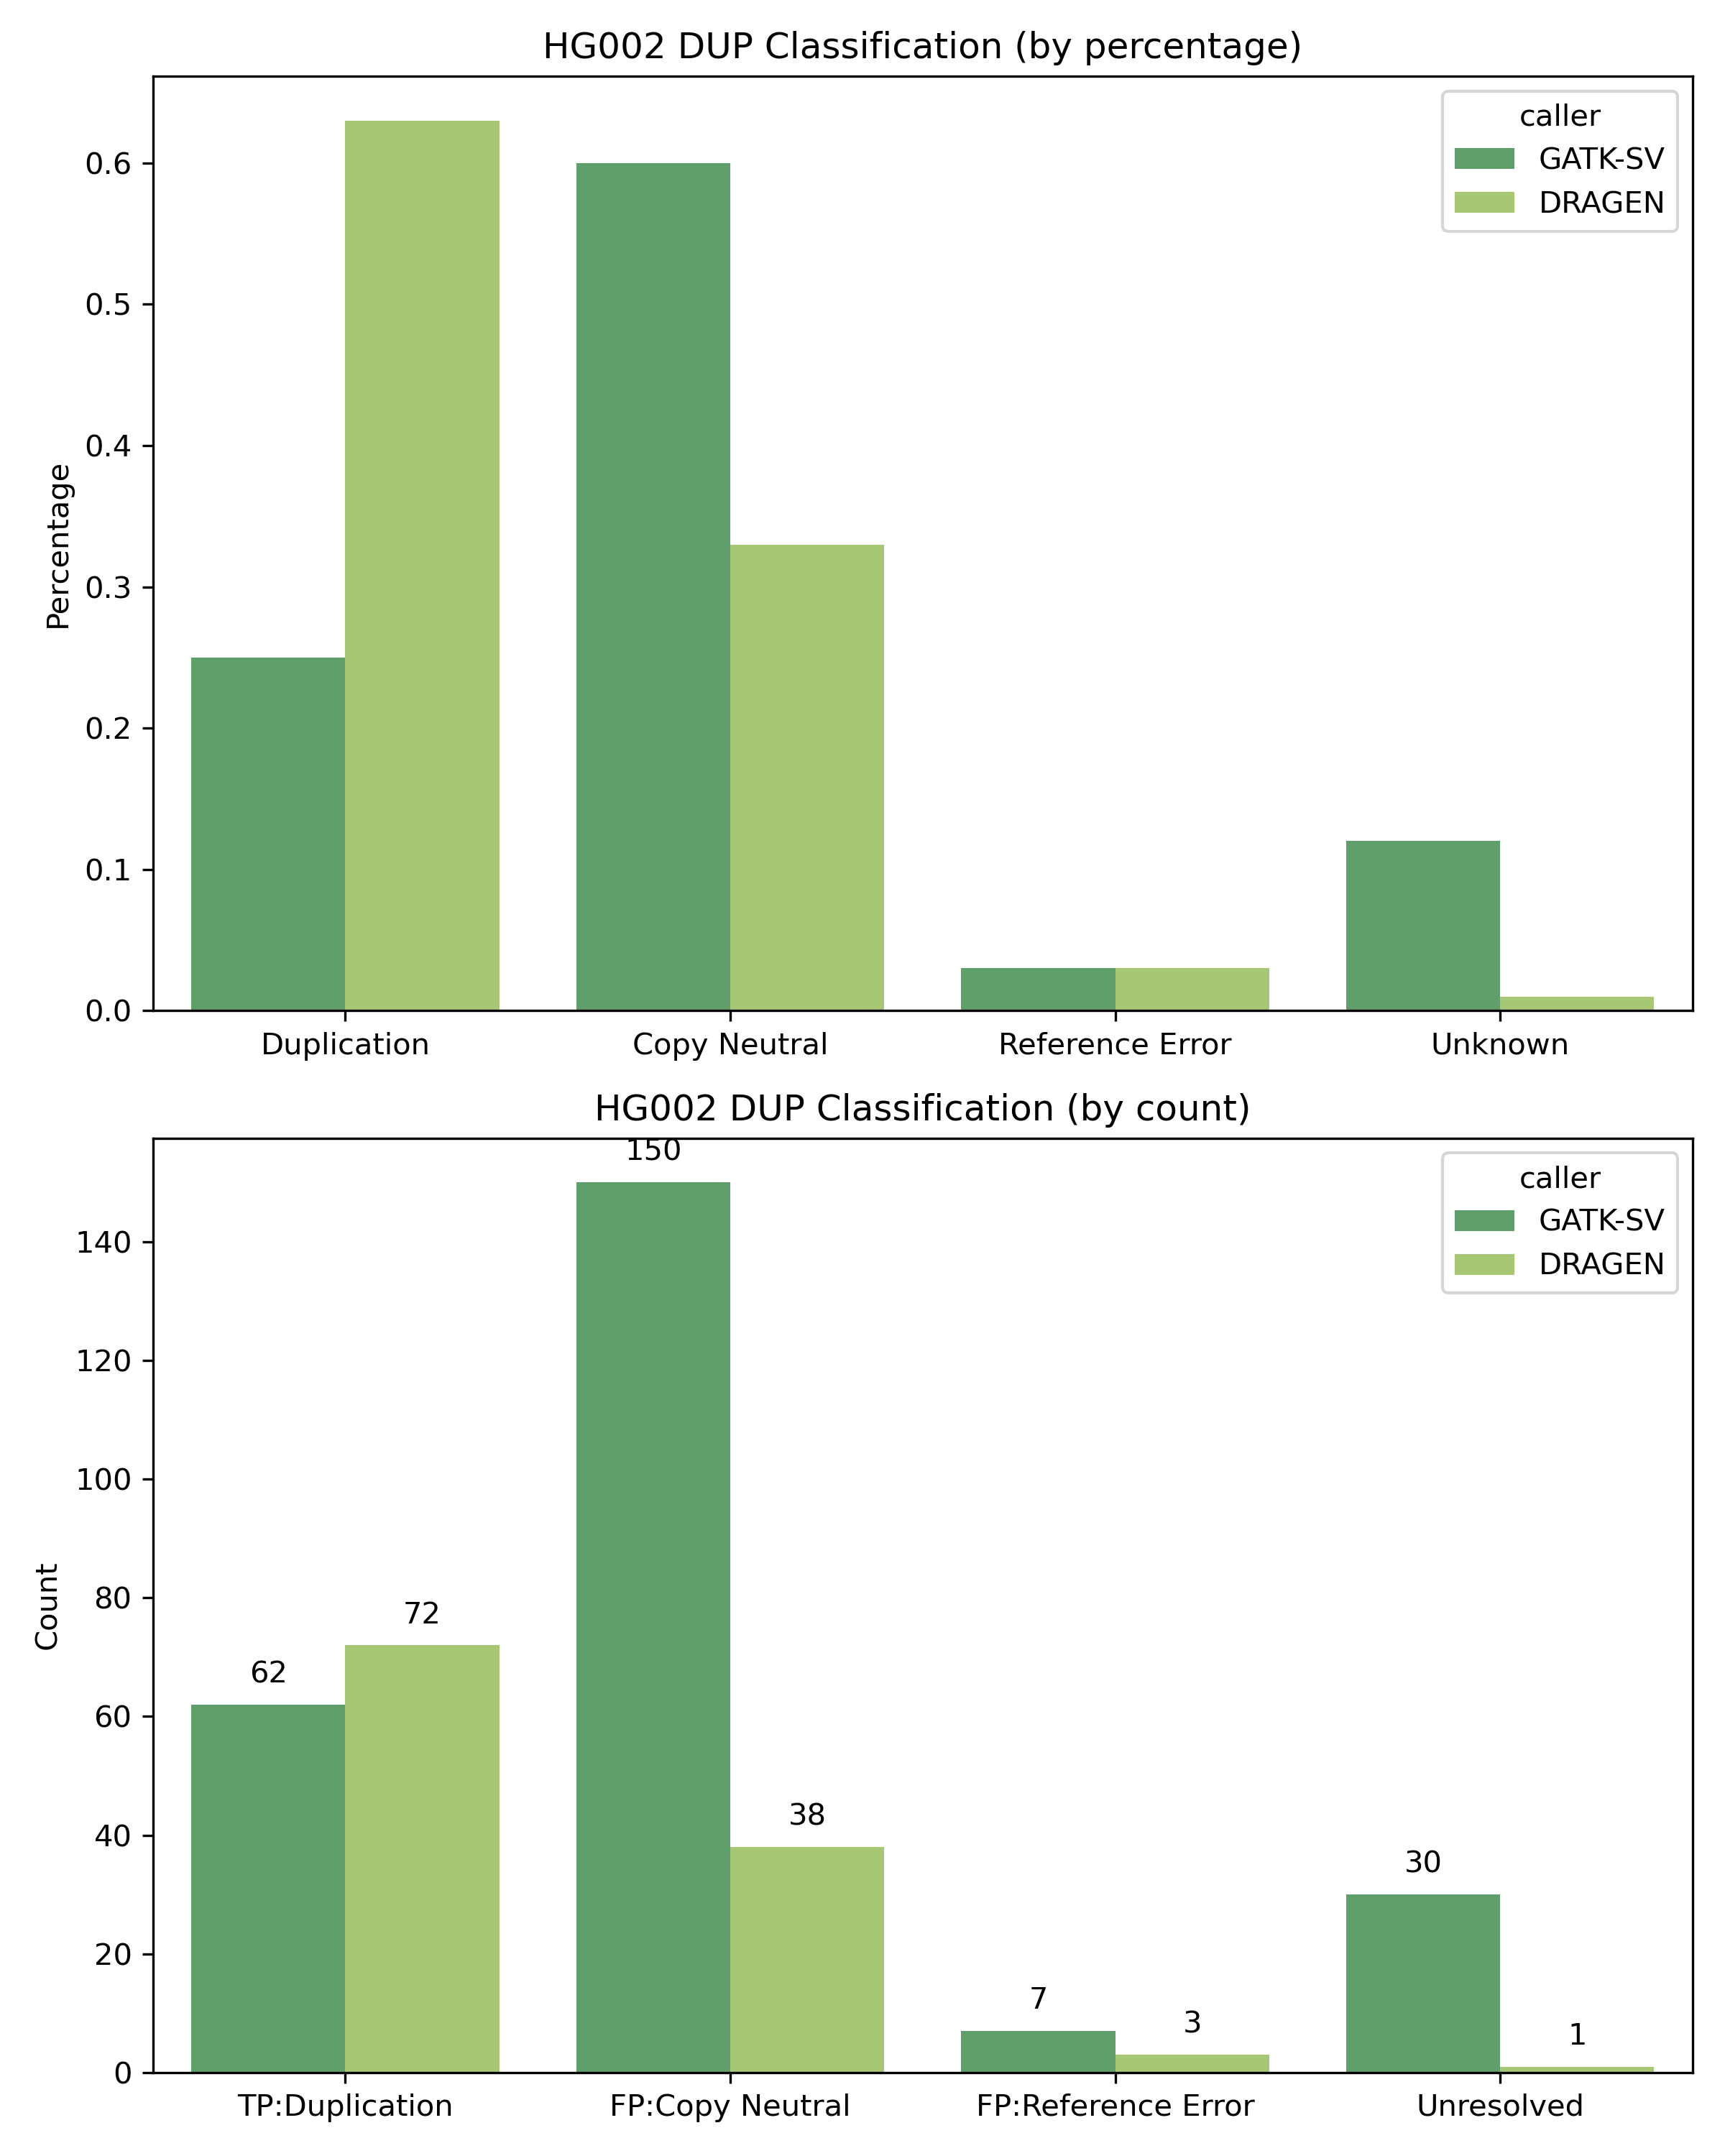 HG002 DUP Classification (by percentage)
caller
GATK-SV
DRAGEN
0.6
0.5
0.4
0.3
0.2
0.1
0.0
Percentage
Duplication Copy Neutral Reference Error Unknown
HG002 DUP Classification (by count)
150
caller
GATK-SV
DRAGEN
140
120
100
80
60
40
20
0
Count
62
72
38
7
3
30
1
TP:Duplication FP:Copy Neutral FP:Reference Error Unresolved